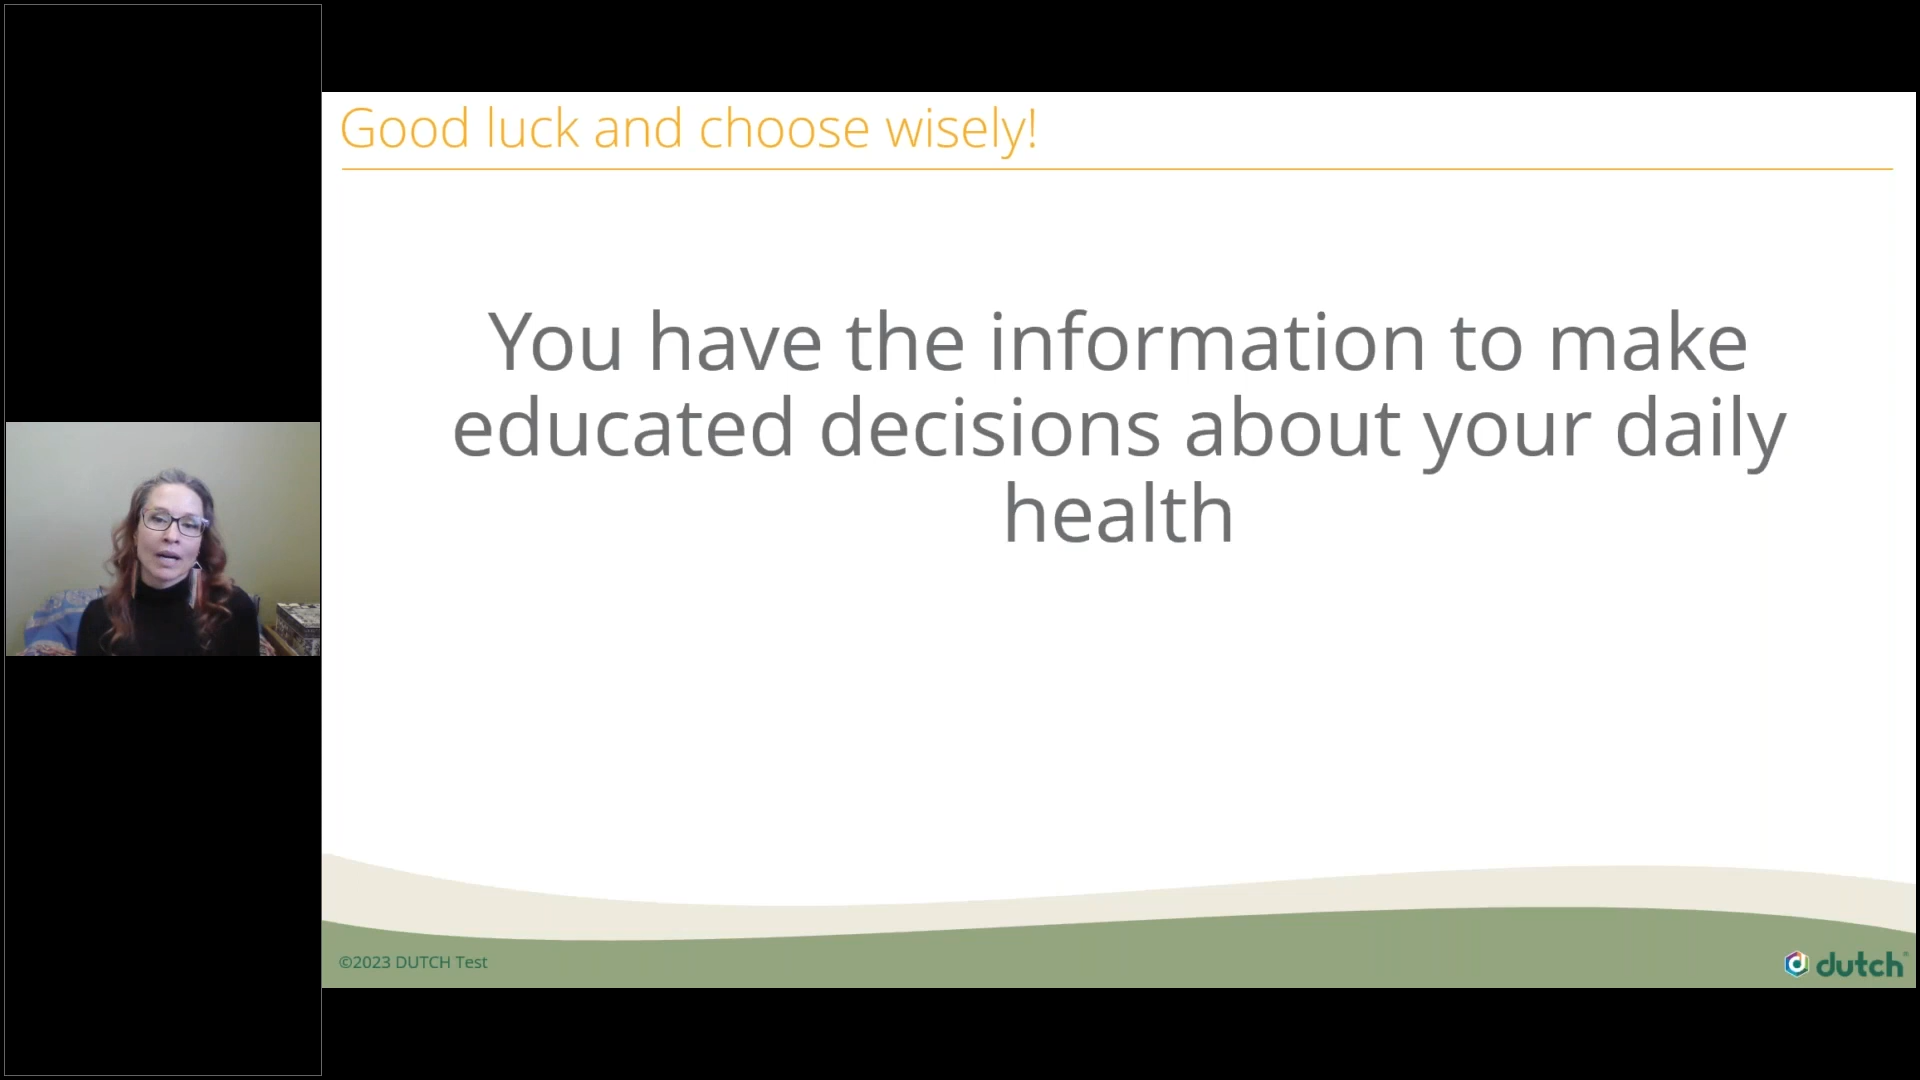 Good luck and choose wisely!
You have the information to make
educated decisions about your daily
health
©2023 DUTCH Test
dutch®